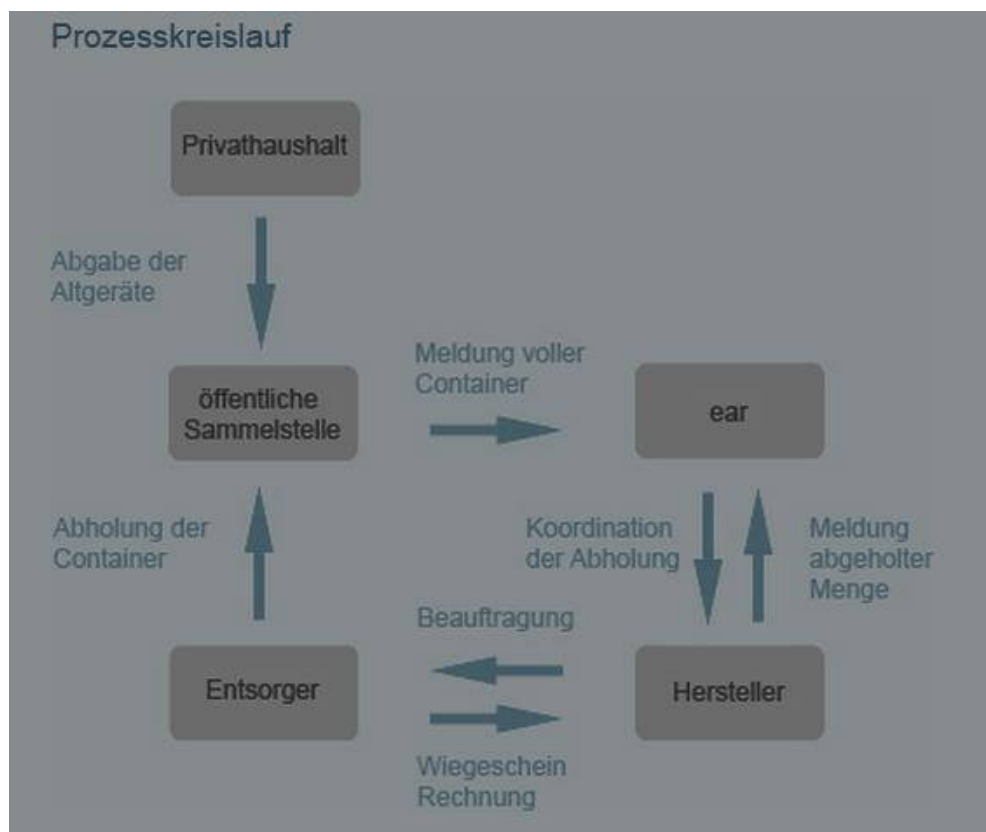 Prozesskreislauf
Privathaushalt
Abgabe der
Altgeräte
Meldung voller
Container
öffentliche
Sammelstelle
ear
Abholung der
Container
Koordination
der Abholung
Meldung
abgeholter
Menge
Beauftragung
Entsorger
Hersteller
Wiegeschein
Rechnung